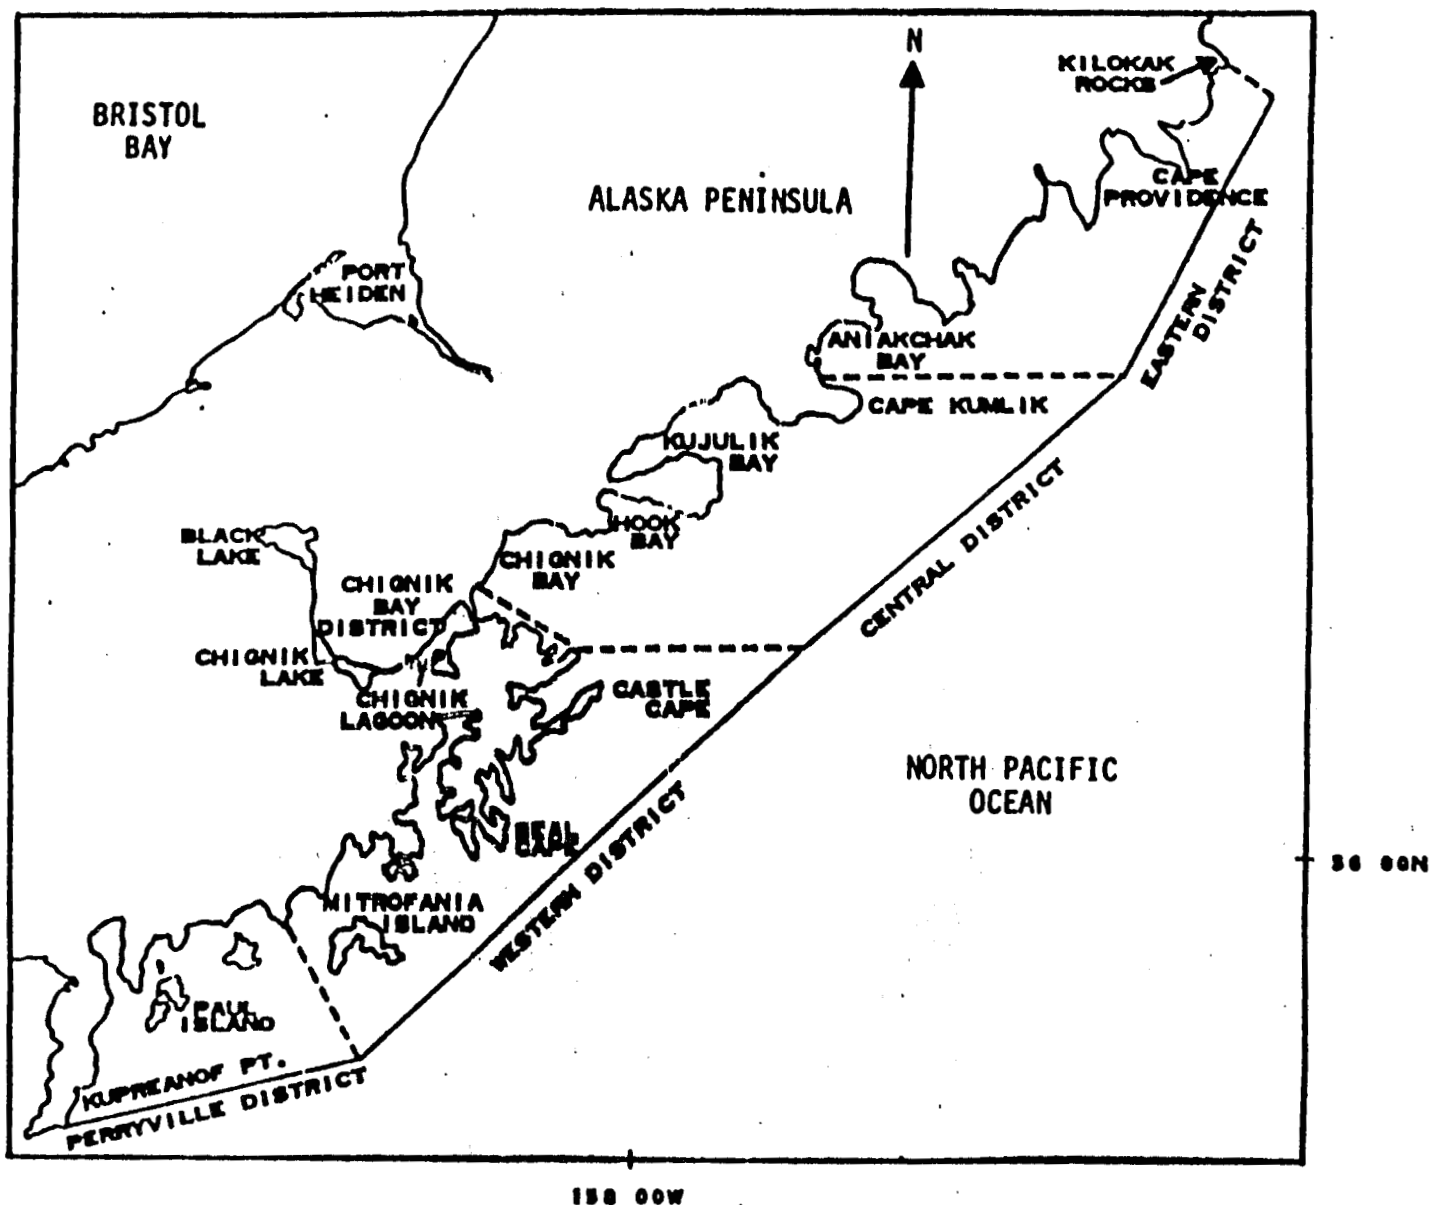 N
KILOKAK
ROCKS
BRISTOL
BAY
ALASKA PENINSULA
CAPE
PROVIDENCE
PORT
HEIDEN
EASTERN
DISTRICT
ANIAKCHAK
BAY
CAPE KUMLIK
KUJULIK
BAY
CENTRAL DISTRICT
HOOK
BAY
BLACK
LAKE
CHIGNIK
BAY
CHIGNIK
BAY
DISTRICT
CHIGNIK
LAKE
CHIGNIK
LAGOON
CASTLE
CAPE
NORTH PACIFIC
OCEAN
SEAL
CAPE
WESTERN DISTRICT
MITROFANIA
ISLAND
PAUL
ISLAND
KUPREANOF PT.
PERRYVILLE DISTRICT
158 00W